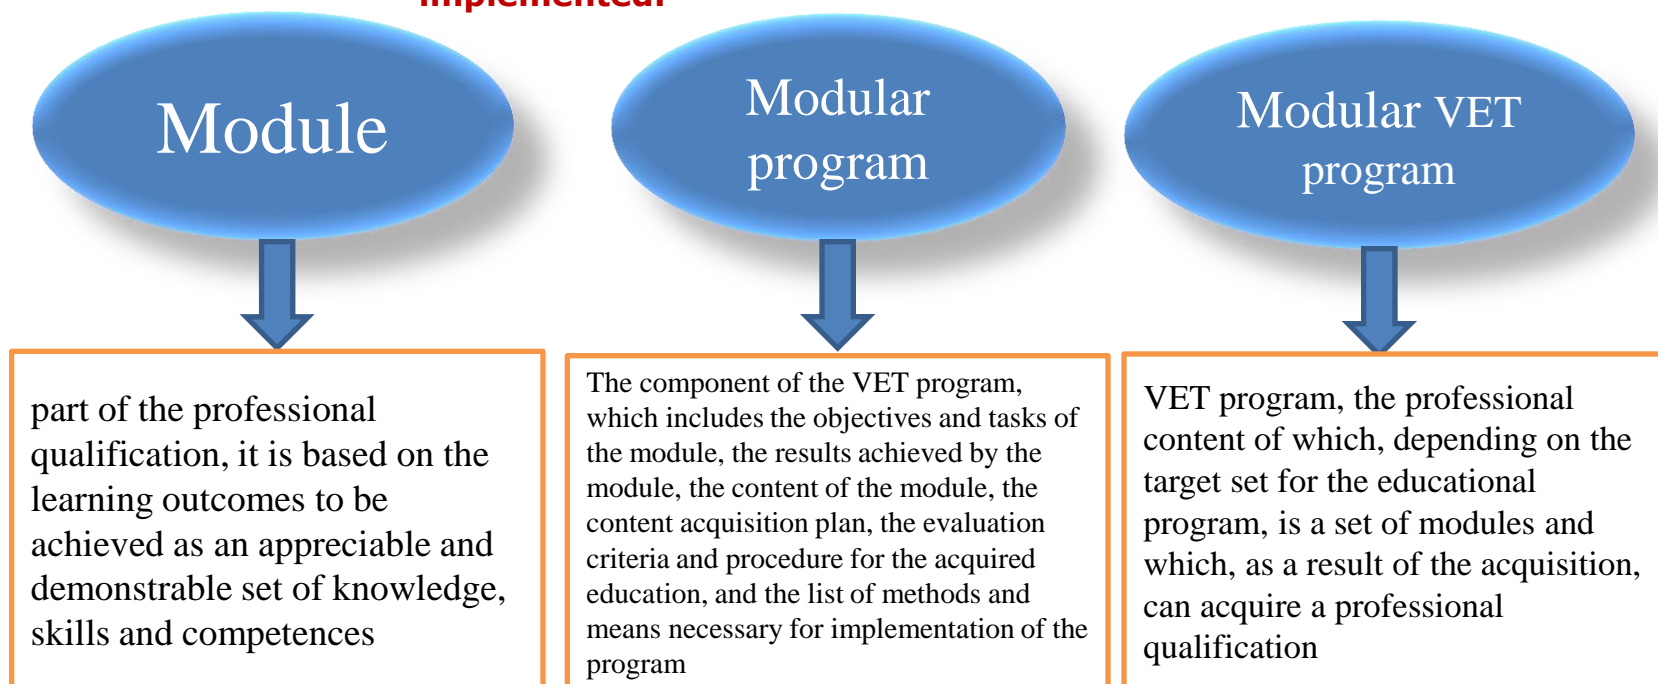 implemented.
Module
Modular
program
Modular VET
program
part of the professional
qualification, it is based on the
learning outcomes to be
achieved as an appreciable and
demonstrable set of knowledge,
skills and competences
The component of the VET program,
which includes the objectives and tasks of
the module, the results achieved by the
module, the content of the module, the
content acquisition plan, the evaluation
criteria and procedure for the acquired
education, and the list of methods and
means necessary for implementation of the
program
VET program, the professional
content of which, depending on the
target set for the educational
program, is a set of modules and
which, as a result of the acquisition,
can acquire a professional
qualification